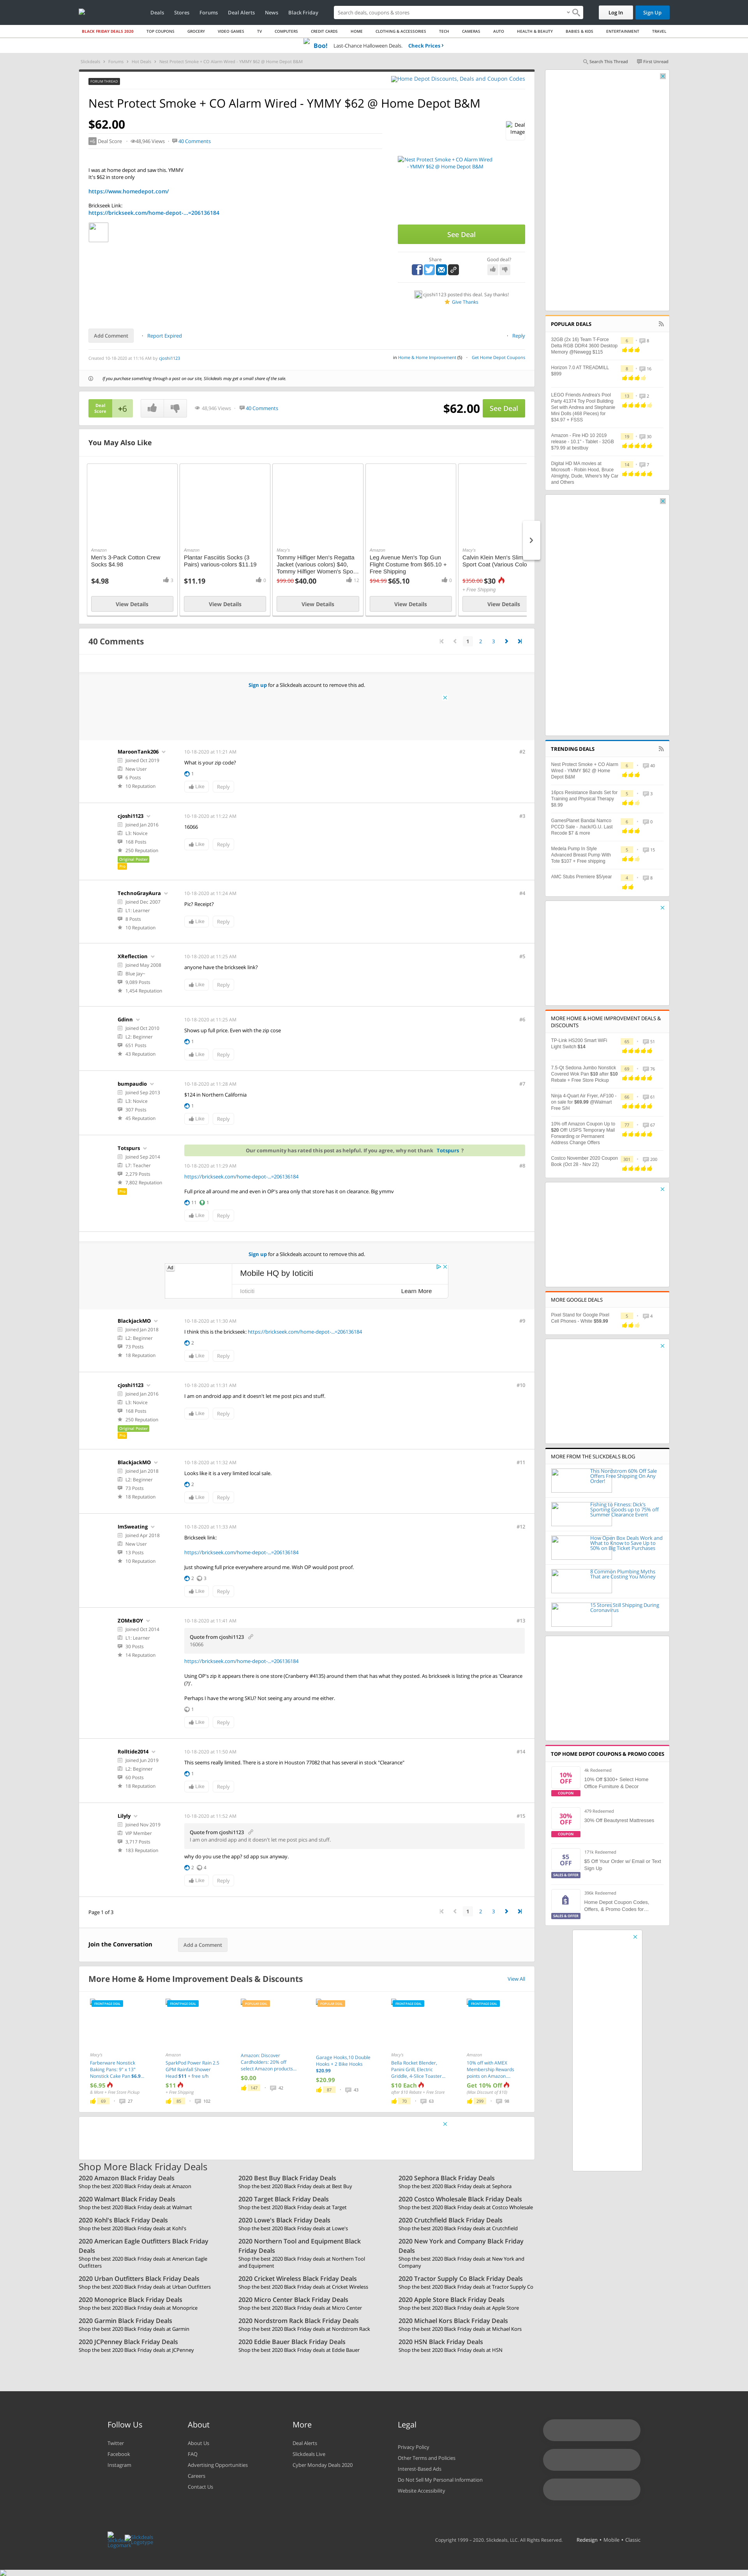 Deals Stores Forums Deal Alerts News Black Friday
Search deals, coupons & stores
Log In
Sign Up
BLACK FRIDAY DEALS 2020 TOP COUPONS GROCERY VIDEO GAMES TV COMPUTERS CREDIT CARDS HOME CLOTHING & ACCESSORIES TECH CAMERAS AUTO HEALTH & BEAUTY BABIES & KIDS ENTERTAINMENT TRAVEL
Boo! Last-Chance Halloween Deals. Check Prices
Slickdeals Forums Hot Deals Nest Protect Smoke + CO Alarm Wired - YMMY $62 @ Home Depot B&M
Search This Thread First Unread
FORUM THREAD
Home Depot Discounts, Deals and Coupon Codes
Nest Protect Smoke + CO Alarm Wired - YMMY $62 @ Home Depot B&M
$62.00
+6 Deal Score 48,946 Views 40 Comments
Deal Image
I was at home depot and saw this. YMMV
It's $62 in store only
https://www.homedepot.com/
Brickseek Link:
https://brickseek.com/home-depot-...=206136184
Nest Protect Smoke + CO Alarm Wired - YMMY $62 @ Home Depot B&M
See Deal
Share
Good deal?
cjoshi1123 posted this deal. Say thanks!
Give Thanks
Add Comment
Report Expired
Reply
Created 10-18-2020 at 11:16 AM by cjoshi1123
in Home & Home Improvement (5) Get Home Depot Coupons
If you purchase something through a post on our site, Slickdeals may get a small share of the sale.
Deal Score +6
48,946 Views 40 Comments
$62.00 See Deal
You May Also Like
Amazon
Men's 3-Pack Cotton Crew Socks $4.98
$4.98 3
View Details
Amazon
Plantar Fasciitis Socks (3 Pairs) various-colors $11.19
$11.19 6
View Details
Macy's
Tommy Hilfiger Men's Regatta Jacket (various colors) $40, Tommy Hilfiger Women's Spo...
$99.00 $40.00 12
View Details
Amazon
Leg Avenue Men's Top Gun Flight Costume from $65.10 + Free Shipping
$94.99 $65.10 0
View Details
Macy's
Calvin Klein Men's Slim Sport Coat (Various Colo
$350.00 $30
+ Free Shipping
View Details
40 Comments
1 2 3
Sign up for a Slickdeals account to remove this ad.
MaroonTank206
Joined Oct 2019
New User
6 Posts
10 Reputation
10-18-2020 at 11:21 AM #2
What is your zip code?
1
Like Reply
cjoshi1123
Joined Jan 2016
L3: Novice
168 Posts
250 Reputation
Original Poster
Pro
10-18-2020 at 11:22 AM #3
16066
Like Reply
TechnoGrayAura
Joined Dec 2007
L1: Learner
8 Posts
10 Reputation
10-18-2020 at 11:24 AM #4
Pic? Receipt?
Like Reply
XReflection
Joined May 2008
Blue Jay~
9,089 Posts
1,454 Reputation
10-18-2020 at 11:25 AM #5
anyone have the brickseek link?
Like Reply
Gdinn
Joined Oct 2010
L2: Beginner
651 Posts
43 Reputation
10-18-2020 at 11:25 AM #6
Shows up full price. Even with the zip cose
1
Like Reply
bumpaudio
Joined Sep 2013
L3: Novice
307 Posts
45 Reputation
10-18-2020 at 11:28 AM #7
$124 in Northern California
1
Like Reply
Totspurs
Joined Sep 2014
L7: Teacher
2,279 Posts
7,802 Reputation
Pro
Our community has rated this post as helpful. If you agree, why not thank Totspurs ?
10-18-2020 at 11:29 AM #8
https://brickseek.com/home-depot-...=206136184
Full price all around me and even in OP's area only that store has it on clearance. Big ymmv
11 1
Like Reply
Sign up for a Slickdeals account to remove this ad.
Ad
Mobile HQ by Ioticiti
Ioticiti
Learn More
BlackjackMO
Joined Jan 2018
L2: Beginner
73 Posts
18 Reputation
10-18-2020 at 11:30 AM #9
I think this is the brickseek: https://brickseek.com/home-depot-...=206136184
2
Like Reply
cjoshi1123
Joined Jan 2016
L3: Novice
168 Posts
250 Reputation
Original Poster
Pro
10-18-2020 at 11:31 AM #10
I am on android app and it doesn't let me post pics and stuff.
Like Reply
BlackjackMO
Joined Jan 2018
L2: Beginner
73 Posts
18 Reputation
10-18-2020 at 11:32 AM #11
Looks like it is a very limited local sale.
2
Like Reply
ImSweating
Joined Apr 2018
New User
13 Posts
10 Reputation
10-18-2020 at 11:33 AM #12
Brickseek link:
https://brickseek.com/home-depot-...=206136184
Just showing full price everywhere around me. Wish OP would post proof.
2 3
Like Reply
ZOMxBOY
Joined Oct 2014
L1: Learner
30 Posts
14 Reputation
10-18-2020 at 11:41 AM #13
Quote from cjoshi1123
16066
https://brickseek.com/home-depot-...=206136184
Using OP's zip it appears there is one store (Cranberry #4135) around them that has what they posted. As brickseek is listing the price as 'Clearance (?)'.
Perhaps I have the wrong SKU? Not seeing any around me either.
1
Like Reply
Rolltide2014
Joined Jun 2019
L2: Beginner
60 Posts
18 Reputation
10-18-2020 at 11:50 AM #14
This seems really limited. There is a store in Houston 77082 that has several in stock "Clearance"
1
Like Reply
Lilyly
Joined Nov 2019
VIP Member
3,717 Posts
183 Reputation
10-18-2020 at 11:52 AM #15
Quote from cjoshi1123
I am on android app and it doesn't let me post pics and stuff.
why do you use the app? sd app sux anyway.
2 4
Like Reply
Page 1 of 3
1 2 3
Join the Conversation
Add a Comment
More Home & Home Improvement Deals & Discounts
View All
Macy's
Farberware Nonstick Baking Pans: 9" x 13" Nonstick Cake Pan $6.9...
$6.95
69 27
Amazon
SparkPod Power Rain 2.5 GPM Rainfall Shower Head $11 + free s/h
$11
+ Free Shipping
85 102
Amazon: Discover Cardholders: 20% off select Amazon products...
$0.00
147 42
Garage Hooks,10 Double Hooks + 2 Bike Hooks $20.99
$20.99
87 43
Macy's
Bella Rocket Blender, Panini Grill, Electric Griddle, 4-Slice Toaster...
$10 Each
70 63
Amazon
10% off with AMEX Membership Rewards points on Amazon...
Get 10% Off
(Max Discount of $10)
298 98
Shop More Black Friday Deals
2020 Amazon Black Friday Deals
Shop the best 2020 Black Friday deals at Amazon
2020 Best Buy Black Friday Deals
Shop the best 2020 Black Friday deals at Best Buy
2020 Sephora Black Friday Deals
Shop the best 2020 Black Friday deals at Sephora
2020 Walmart Black Friday Deals
Shop the best 2020 Black Friday deals at Walmart
2020 Target Black Friday Deals
Shop the best 2020 Black Friday deals at Target
2020 Costco Wholesale Black Friday Deals
Shop the best 2020 Black Friday deals at Costco Wholesale
2020 Kohl's Black Friday Deals
Shop the best 2020 Black Friday deals at Kohl's
2020 Lowe's Black Friday Deals
Shop the best 2020 Black Friday deals at Lowe's
2020 Crutchfield Black Friday Deals
Shop the best 2020 Black Friday deals at Crutchfield
2020 American Eagle Outfitters Black Friday Deals
Shop the best 2020 Black Friday deals at American Eagle Outfitters
2020 Northern Tool and Equipment Black Friday Deals
Shop the best 2020 Black Friday deals at Northern Tool and Equipment
2020 New York and Company Black Friday Deals
Shop the best 2020 Black Friday deals at New York and Company
2020 Urban Outfitters Black Friday Deals
Shop the best 2020 Black Friday deals at Urban Outfitters
2020 Cricket Wireless Black Friday Deals
Shop the best 2020 Black Friday deals at Cricket Wireless
2020 Tractor Supply Co Black Friday Deals
Shop the best 2020 Black Friday deals at Tractor Supply Co
2020 Monoprice Black Friday Deals
Shop the best 2020 Black Friday deals at Monoprice
2020 Micro Center Black Friday Deals
Shop the best 2020 Black Friday deals at M Center
2020 Apple Store Black Friday Deals
Shop the best 2020 Black Friday deals at Apple Store
2020 Garmin Black Friday Deals
Shop the best 2020 Black Friday deals at Garmin
2020 Nordstrom Rack Black Friday Deals
Shop the best 2020 Black Friday deals at Nordstrom Rack
2020 Michael Kors Black Friday Deals
Shop the best 2020 Black Friday deals at Michael Kors
2020 JCPenney Black Friday Deals
Shop the best 2020 Black Friday deals at JCPenney
2020 Eddie Bauer Black Friday Deals
Shop the best 2020 Black Friday deals at Eddie Bauer
2020 HSN Black Friday Deals
Shop the best 2020 Black Friday deals at HSN
POPULAR DEALS
32GB (2x 16) Team T-Force Delta RGB DDR4 3600 Desktop Memory @Newegg $115
6 6
Horizon 7.0 AT TREADMILL $899
8 16
LEGO Friends Andrea's Pool Party 41374 Toy Pool Building Set with Andrea and Stephanie Mini Dolls (468 Pieces) for $34.97 + FSSS
13 2
Amazon - Fire HD 10 2019 release - 10.1" - Tablet - 32GB $79.99 at bestbuy
19 30
Digital HD MA movies at Microsoft - Robin Hood, Bruce Almighty, Dude, Where's My Car and Others
14 7
TRENDING DEALS
Nest Protect Smoke + CO Alarm Wired - YMMY $62 @ Home Depot B&M
6 40
16pcs Resistance Bands Set for Training and Physical Therapy $8.99
5 3
GamesPlanet Bandai Namco PCCD Sale - .hack//G.U. Last Recode $7 & more
6 0
Medela Pump In Style Advanced Breast Pump With Tote $107 + Free shipping
5 13
AMC Stubs Premiere $5/year
4 8
MORE HOME & HOME IMPROVEMENT DEALS & DISCOUNTS
TP-Link HS200 Smart WiFi Light Switch $14
65 51
7.5-Qt Sedona Jumbo Nonstick Covered Wok Pan $10 after $10 Rebate + Free Store Pickup
69 76
Ninja 4-Quart Air Fryer, AF100 - on sale for $69.99 @Walmart Free S/H
66 61
10% off Amazon Coupon Up to $20 Off! USPS Temporary Mail Forwarding or Permanent Address Change Offers
77 67
Costco November 2020 Coupon Book (Oct 28 - Nov 22)
301 200
MORE GOOGLE DEALS
Pixel Stand for Google Pixel Cell Phones - White $59.99
3 4
MORE FROM THE SLICKDEALS BLOG
This Nordstrom 60% Off Sale Offers Free Shipping On Any Order!
Fishing to Fitness: Dick's Sporting Goods up to 75% off Summer Clearance Event
How Open Box Deals Work and What to Know to Save Up to 50% on Big Ticket Purchases
8 Common Plumbing Myths That are Costing You Money
15 Stores Still Shipping During Coronavirus
TOP HOME DEPOT COUPONS & PROMO CODES
10% OFF
COUPON
4k Redeemed
10% Off $300+ Select Home Office Furniture & Decor
30% OFF
COUPON
479 Redeemed
30% Off Beautyrest Mattresses
$5 OFF
SALES & OFFER
171k Redeemed
$5 Off Your Order w/ Email or Text Sign Up
SALES & OFFER
396k Redeemed
Home Depot Coupon Codes, Offers, & Promo Codes for...
Follow Us
Twitter
Facebook
Instagram
About
About Us
FAQ
Advertising Opportunities
Careers
Contact Us
More
Deal Alerts
Slickdeals Live
Cyber Monday Deals 2020
Legal
Privacy Policy
Other Terms and Policies
Interest-Based Ads
Do Not Sell My Personal Information
Website Accessibility
Copyright 1999 - 2020. Slickdeals, LLC. All Rights Reserved. Redesign • Mobile • Classic